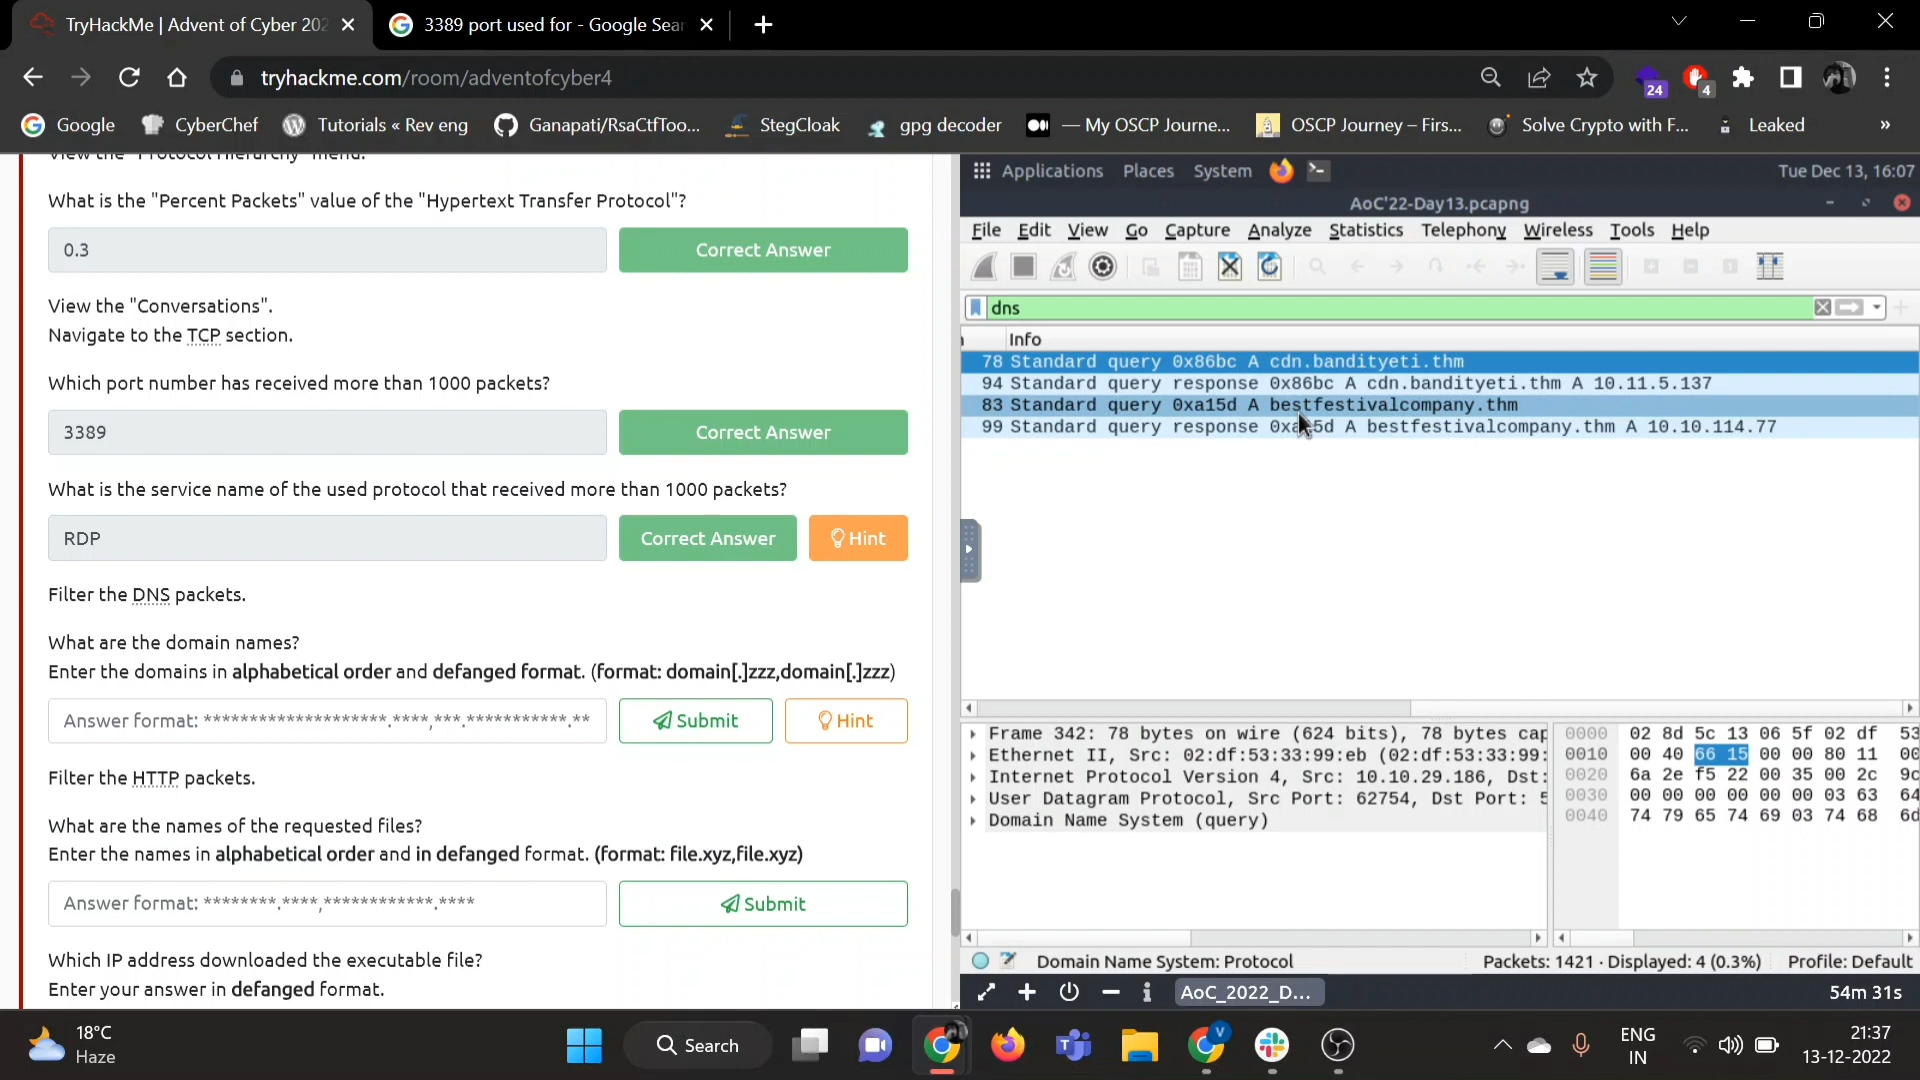 TryHackMe | Advent of Cyber 202
3389 port used for - Google Sear
tryhackme.com/room/adventofcyber4
24
4
Google
CyberChef
Tutorials « Rev eng
Ganapati/RsaCtfToo...
StegCloak
gpg decoder
— My OSCP Journe...
OSCP Journey – Firs...
Solve Crypto with F...
Leaked
»
View the "Protocol Hierarchy" menu.
What is the "Percent Packets" value of the "Hypertext Transfer Protocol"?
0.3
Correct Answer
View the "Conversations".
Navigate to the TCP section.
Which port number has received more than 1000 packets?
3389
Correct Answer
What is the service name of the used protocol that received more than 1000 packets?
RDP
Correct Answer
Hint
Filter the DNS packets.
What are the domain names?
Enter the domains in alphabetical order and defanged format. (format: domain[.]zzz,domain[.]zzz)
Answer format: ********************.****,***.***********.**
Submit
Hint
Filter the HTTP packets.
What are the names of the requested files?
Enter the names in alphabetical order and in defanged format. (format: file.xyz,file.xyz)
Answer format: ********.****,************.****
Submit
Which IP address downloaded the executable file?
Enter your answer in defanged format.
Applications
Places
System
Tue Dec 13, 16:07
AoC'22-Day13.pcapng
File Edit View Go Capture Analyze Statistics Telephony Wireless Tools Help
dns
Info
78 Standard query 0x86bc A cdn.bandityeti.thm
94 Standard query response 0x86bc A cdn.bandityeti.thm A 10.11.5.137
83 Standard query 0xa15d A bestfestivalcompany.thm
99 Standard query response 0xa15d A bestfestivalcompany.thm A 10.10.114.77
Frame 342: 78 bytes on wire (624 bits), 78 bytes cap
Ethernet II, Src: 02:df:53:33:99:eb (02:df:53:33:99:
Internet Protocol Version 4, Src: 10.10.29.186, Dst:
User Datagram Protocol, Src Port: 62754, Dst Port: 5
Domain Name System (query)
0000 02 8d 5c 13 06 5f 02 df 53
0010 00 40 66 15 00 00 80 11 00
0020 6a 2e f5 22 00 35 00 2c 9c
0030 00 00 00 00 00 00 03 63 64
0040 74 79 65 74 69 03 74 68 6d
Domain Name System: Protocol
Packets: 1421 · Displayed: 4 (0.3%)
Profile: Default
AoC_2022_D...
54m 31s
18°C
Haze
Search
V
ENG
IN
21:37
13-12-2022